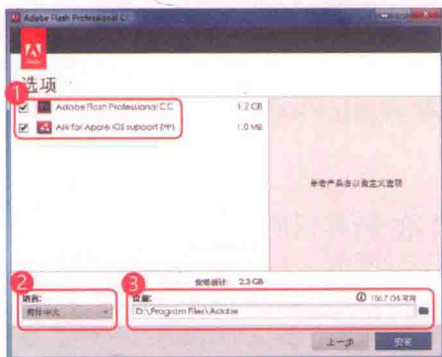 Adobe Flash Professional CC
选项
1
Adobe Flash Professional CC 1.2 GB
Air for Apple iOS support (FP) 1.0 MB
单击产品名以自定义选项
安装总计: 2.3 GB
2
语言:
简体中文
3
位置:
106.7 GB 可用
D:\Program Files\Adobe
上一步
安装